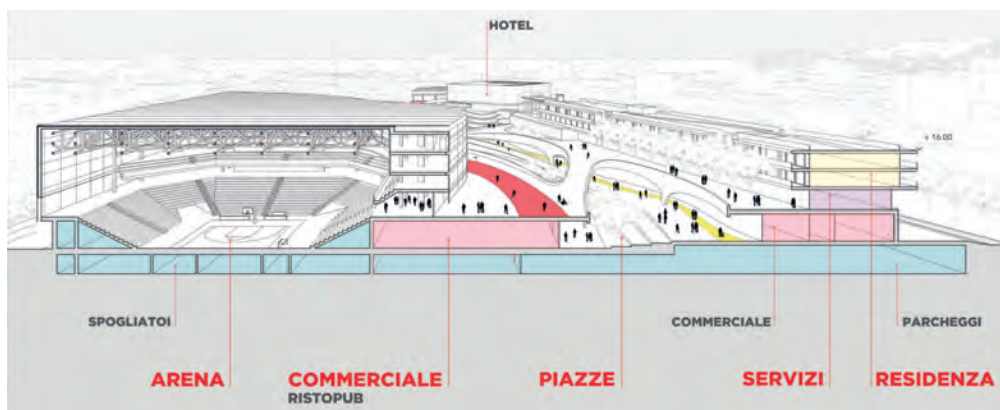 HOTEL
+ 16.00
SPOGLIATOI
COMMERCIALE
PARCHEGGI
ARENA
COMMERCIALE
RISTOPUB
PIAZZE
SERVIZI
RESIDENZA